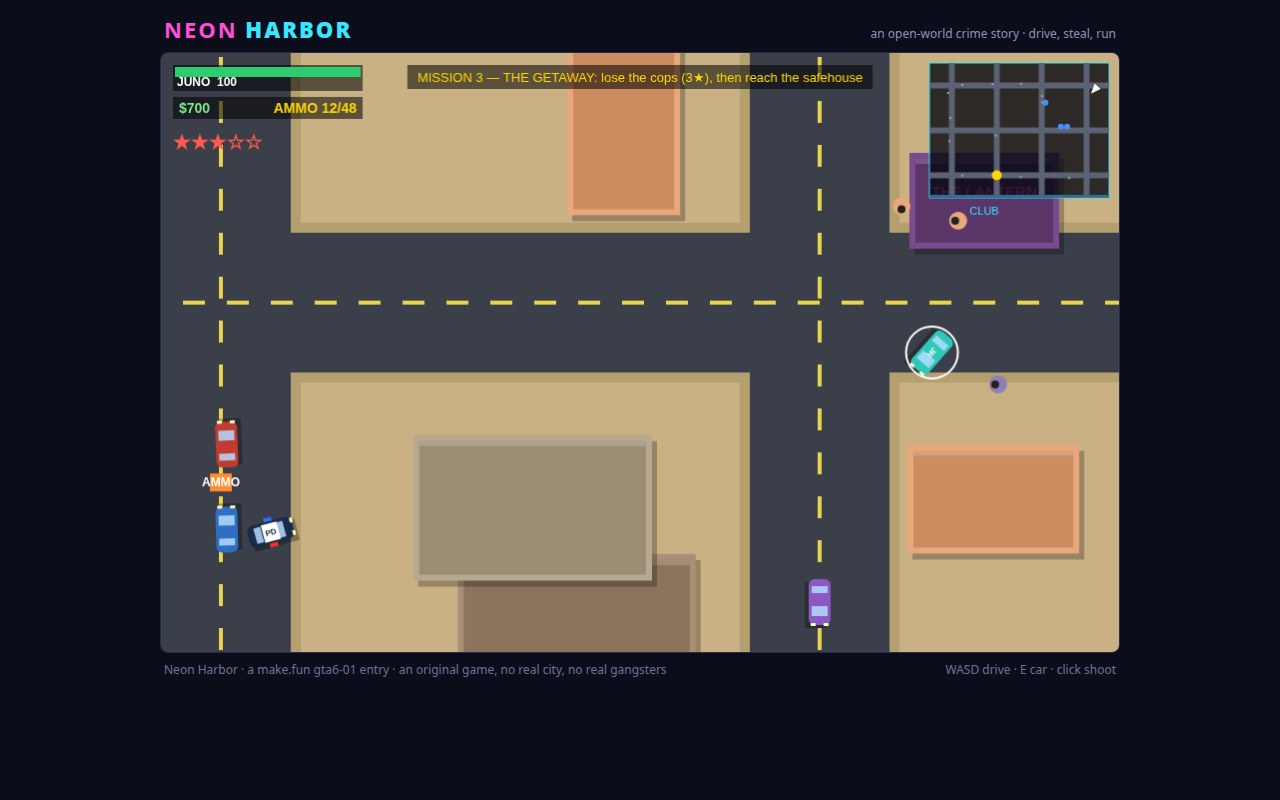 NEON HARBOR
an open-world crime story · drive, steal, run
JUNO 100
MISSION 3 — THE GETAWAY: lose the cops (3★), then reach the safehouse
$700 AMMO 12/48
★★★☆☆
THE LANTERN
CLUB
AMMO
PD
Neon Harbor · a make.fun gta6-01 entry · an original game, no real city, no real gangsters
WASD drive · E car · click shoot